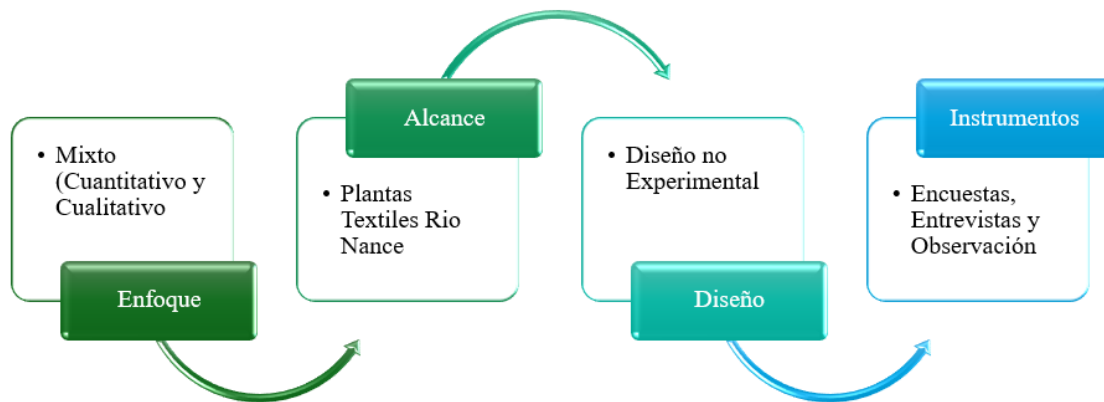 • Mixto
(Cuantitativo y
Cualitativo
Enfoque
Alcance
• Plantas
Textiles Rio
Nance
• Diseño no
Experimental
Diseño
Instrumentos
• Encuestas,
Entrevistas y
Observación